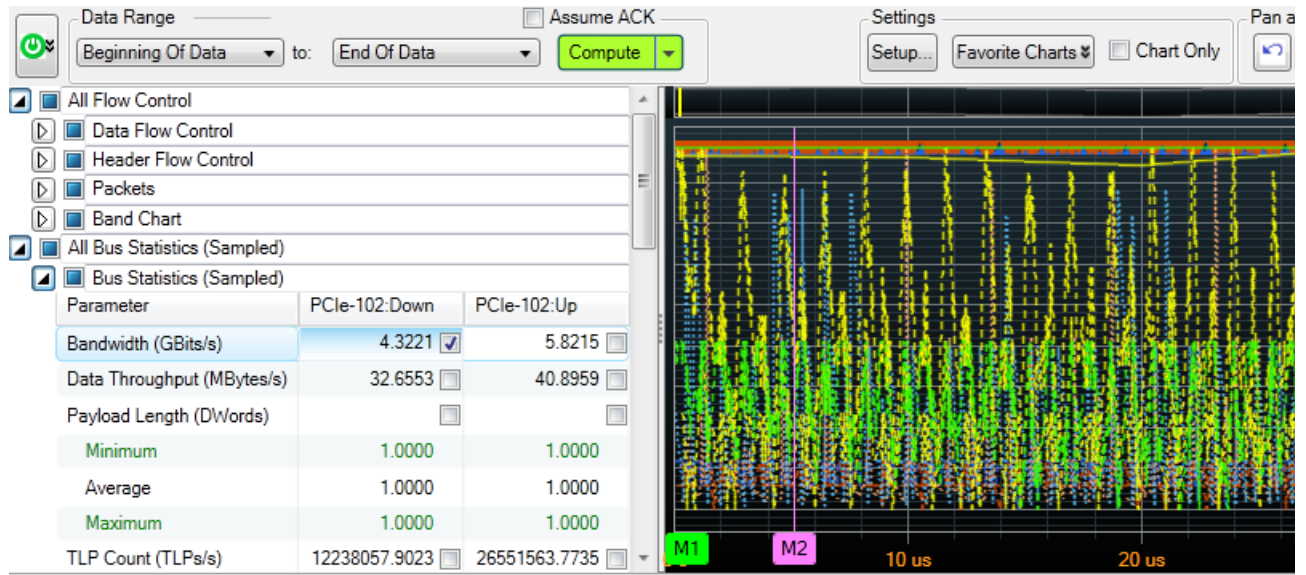 Data Range Assume ACK Settings Pan a
Beginning Of Data to: End Of Data Compute Setup... Favorite Charts Chart Only
All Flow Control
Data Flow Control
Header Flow Control
Packets
Band Chart
All Bus Statistics (Sampled)
Bus Statistics (Sampled)
Parameter PCIe-102:Down PCIe-102:Up
Bandwidth (GBits/s) 4.3221 5.8215
Data Throughput (MBytes/s) 32.6553 40.8959
Payload Length (DWords)
Minimum 1.0000 1.0000
Average 1.0000 1.0000
Maximum 1.0000 1.0000
TLP Count (TLPs/s) 12238057.9023 26551563.7735
M1 M2 10 us 20 us